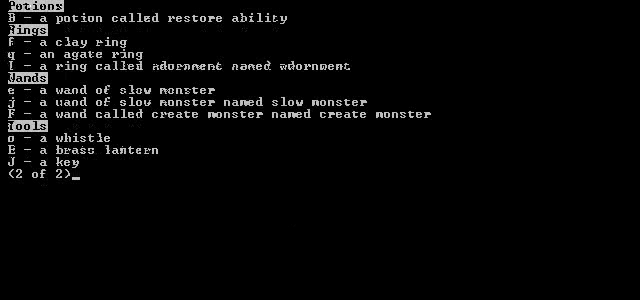 Potions
D - a potion called restore ability
Rings
f - a clay ring
q - an agate ring
I - a ring called adornment named adornment
Wands
e - a wand of slow monster
j - a wand of slow monster named slow monster
F - a wand called create monster named create monster
Tools
o - a whistle
E - a brass lantern
J - a key
(2 of 2)